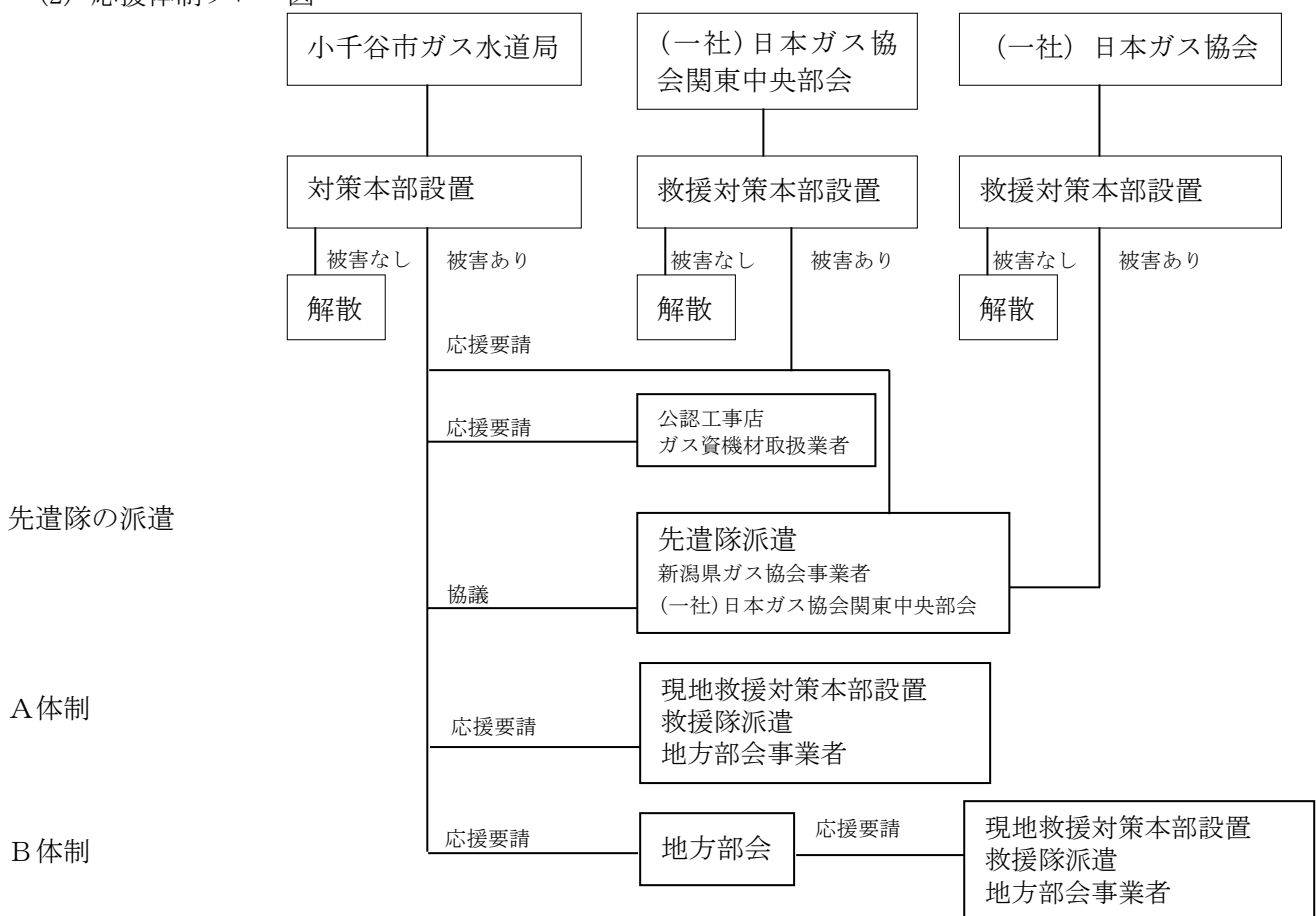 (2) 応援体制フロー図
小千谷市ガス水道局
(一社)日本ガス協
会関東中央部会
(一社) 日本ガス協会
対策本部設置
救援対策本部設置
救援対策本部設置
被害なし
被害あり
被害なし
被害あり
被害なし
被害あり
解散
解散
解散
応援要請
応援要請
公認工事店
ガス資機材取扱業者
先遣隊の派遣
先遣隊派遣
新潟県ガス協会事業者
(一社)日本ガス協会関東中央部会
協議
A体制
応援要請
現地救援対策本部設置
救援隊派遣
地方部会事業者
B体制
応援要請
地方部会
応援要請
現地救援対策本部設置
救援隊派遣
地方部会事業者